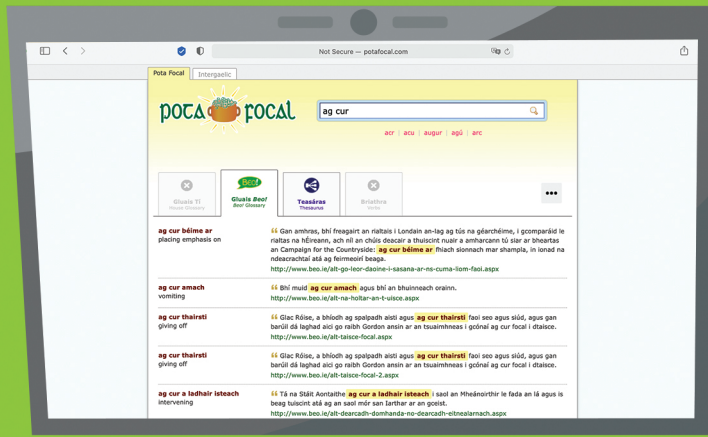 Not Secure — potafocal.com
Pota Focal
Intergaelic
pota focal
ag cur
acr | acu | augur | agú | arc
Gluais Tí
House Glossary
BEO!
Gluais Beo!
Beo! Glossary
Teasáras
Thesaurus
Briathra
Verbs
ag cur béime ar
placing emphasis on
Gan amhras, bhí freagairt an rialtais i Londain an-lag ag tús na géarchéime, i gcomparáid le
rialtas na hÉireann, ach níl an chúis deacair a thuiscint nuair a amharcann tú siar ar bheartas
an Campaign for the Countryside: ag cur béime ar fhiach sionnach mar shampla, in ionad na
ndeacrachtaí atá ag feirmeoirí beaga.
http://www.beo.ie/alt-go-leor-daoine-i-sasana-ar-ns-cuma-liom-faoi.aspx
ag cur amach
vomiting
Bhí muid ag cur amach agus bhí an bhuinneach orainn.
http://www.beo.ie/alt-na-holtar-an-t-uisce.aspx
ag cur thairsti
giving off
Glac Róise, a bhíodh ag spalpadh aisti agus ag cur thairsti faoi seo agus siúd, agus gan
barúil dá laghad aici go raibh Gordon ansin ar an tsuaimhneas i gcónaí ag cur focal i dtaisce.
http://www.beo.ie/alt-taisce-focal.aspx
ag cur thairsti
giving off
Glac Róise, a bhíodh ag spalpadh aisti agus ag cur thairsti faoi seo agus siúd, agus gan
barúil dá laghad aici go raibh Gordon ansin ar an tsuaimhneas i gcónaí ag cur focal i dtaisce.
http://www.beo.ie/alt-taisce-focal-2.aspx
ag cur a ladhair isteach
intervening
Tá na Stáit Aontaithe ag cur a ladhair isteach i saol an Mheánoirthir le fada an lá agus is
beag tuiscint atá ag an saol mór san Iarthar ar an gceist.
http://www.beo.ie/alt-dearcadh-domhanda-no-dearcadh-eitnealarnach.aspx